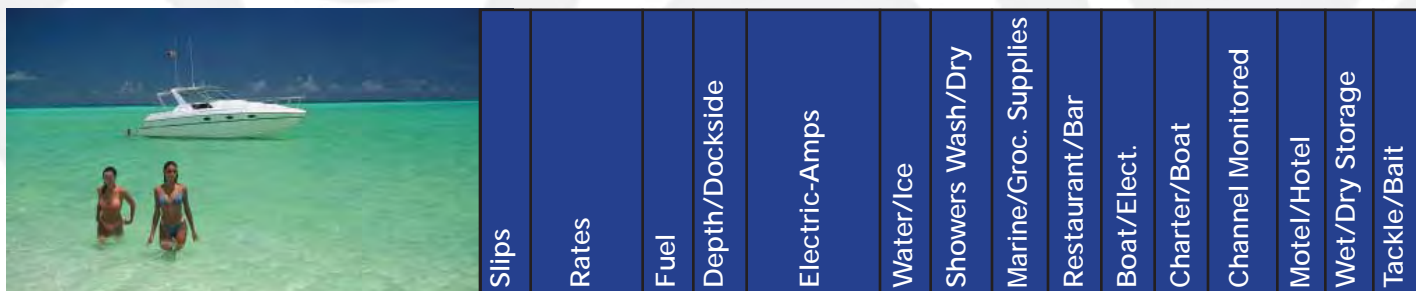 Slips
Rates
Fuel
Depth/Dockside
Electric-Amps
Water/Ice
Showers Wash/Dry
Marine/Groc. Supplies
Restaurant/Bar
Boat/Elect.
Charter/Boat
Channel Monitored
Motel/Hotel
Wet/Dry Storage
Tackle/Bait